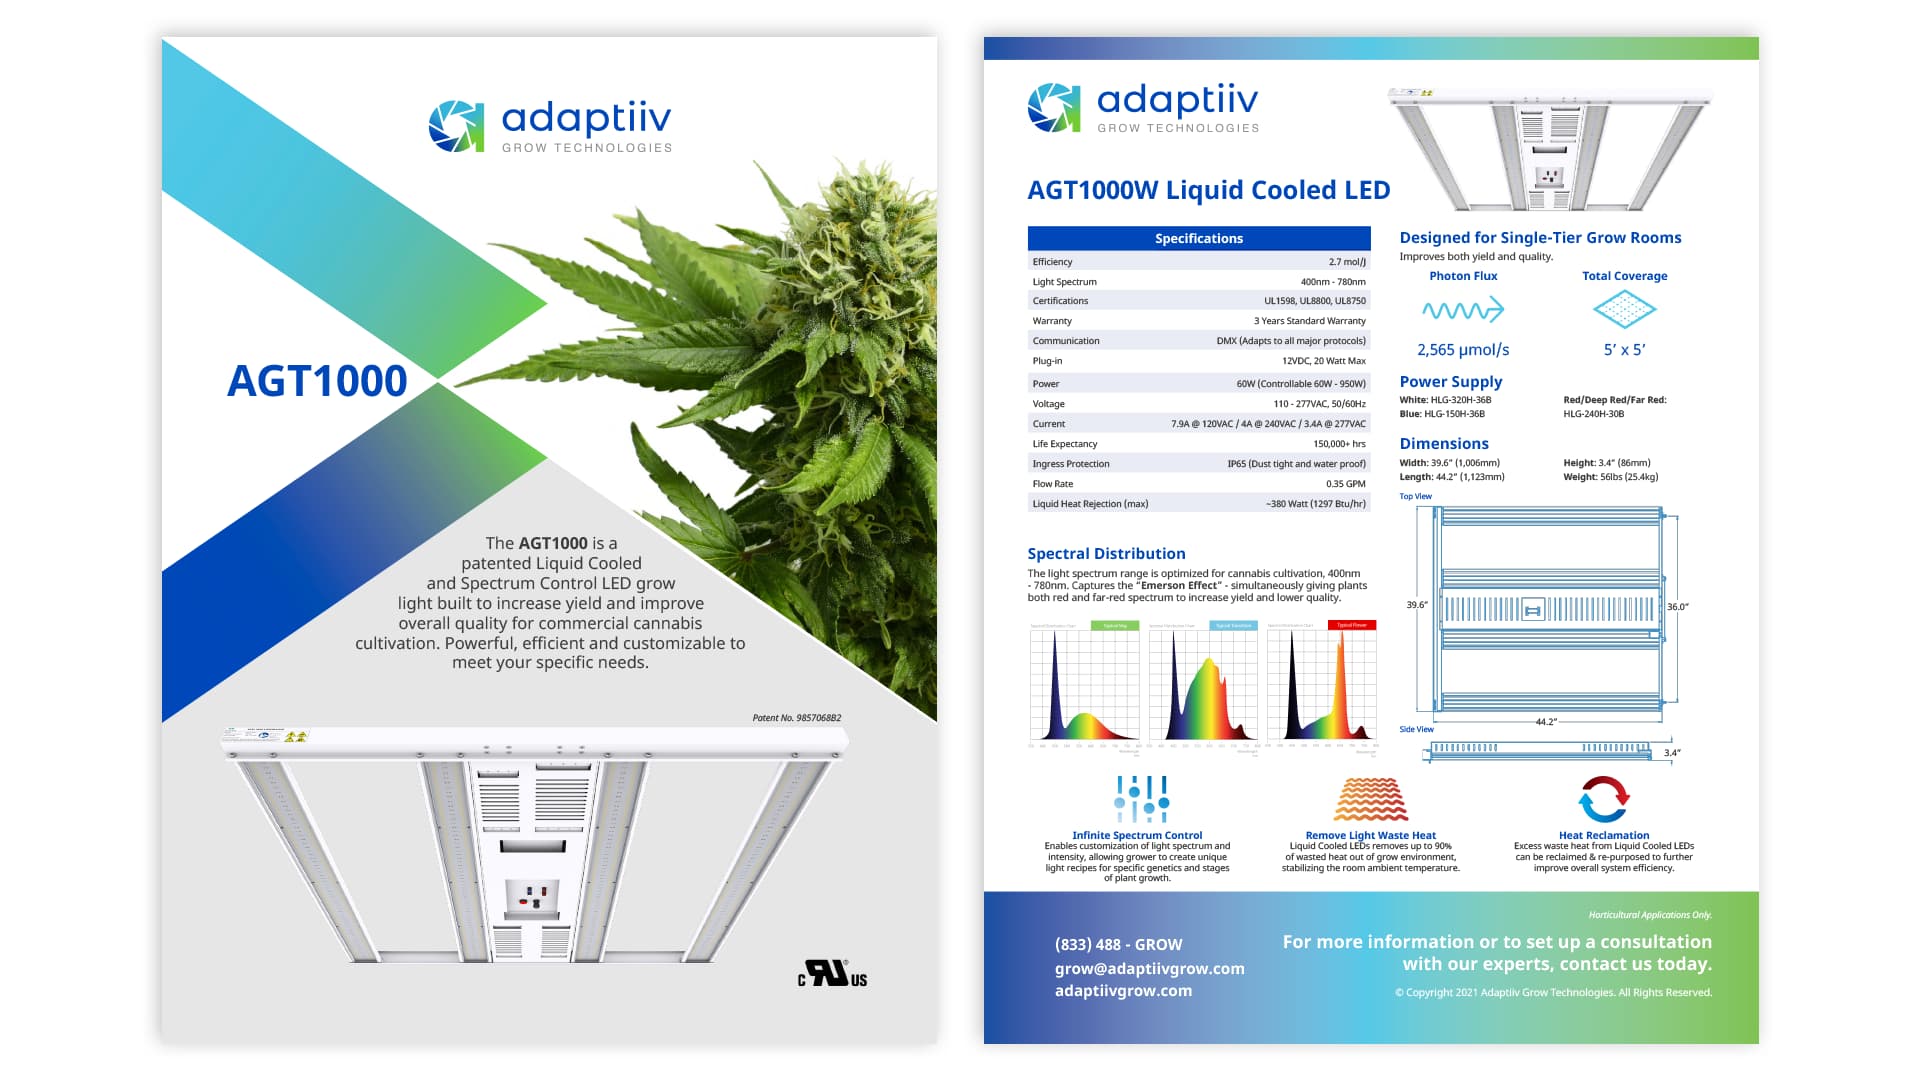 adaptiiv
GROW TECHNOLOGIES
AGT1000
The AGT1000 is a
patented Liquid Cooled
and Spectrum Control LED grow
light built to increase yield and improve
overall quality for commercial cannabis
cultivation. Powerful, efficient and customizable to
meet your specific needs.
Patent No. 9857068B2
C US
adaptiiv
GROW TECHNOLOGIES
AGT1000W Liquid Cooled LED
Specifications
Efficiency 2.7 mol/J
Light Spectrum 400nm - 780nm
Certifications UL1598, UL8800, UL8750
Warranty 3 Years Standard Warranty
Communication DMX (Adapts to all major protocols)
Plug-in 12VDC, 20 Watt Max
Power 60W (Controllable 60W - 950W)
Voltage 110 - 277VAC, 50/60Hz
Current 7.9A @ 120VAC / 4A @ 240VAC / 3.4A @ 277VAC
Life Expectancy 150,000+ hrs
Ingress Protection IP65 (Dust tight and water proof)
Flow Rate 0.35 GPM
Liquid Heat Rejection (max) ~380 Watt (1297 Btu/hr)
Designed for Single-Tier Grow Rooms
Improves both yield and quality.
Photon Flux Total Coverage
2,565 µmol/s 5’ x 5’
Power Supply
White: HLG-320H-36B Red/Deep Red/Far Red:
Blue: HLG-150H-36B HLG-240H-30B
Dimensions
Width: 39.6” (1,006mm) Height: 3.4” (86mm)
Length: 44.2” (1,123mm) Weight: 56lbs (25.4kg)
Top View
39.6”
36.0”
44.2”
Side View
3.4”
Spectral Distribution
The light spectrum range is optimized for cannabis cultivation, 400nm
- 780nm. Captures the “Emerson Effect” - simultaneously giving plants
both red and far-red spectrum to increase yield and lower quality.
Spectral Distribution Chart Typical Veg
Spectral Distribution Chart Typical Transition
Spectral Distribution Chart Typical Flower
Infinite Spectrum Control
Enables customization of light spectrum and
intensity, allowing grower to create unique
light recipes for specific genetics and stages
of plant growth.
Remove Light Waste Heat
Liquid Cooled LEDs removes up to 90%
of wasted heat out of grow environment,
stabilizing the room ambient temperature.
Heat Reclamation
Excess waste heat from Liquid Cooled LEDs
can be reclaimed & re-purposed to further
improve overall system efficiency.
(833) 488 - GROW
grow@adaptiivgrow.com
adaptiivgrow.com
Horticultural Applications Only.
For more information or to set up a consultation
with our experts, contact us today.
© Copyright 2021 Adaptiiv Grow Technologies. All Rights Reserved.